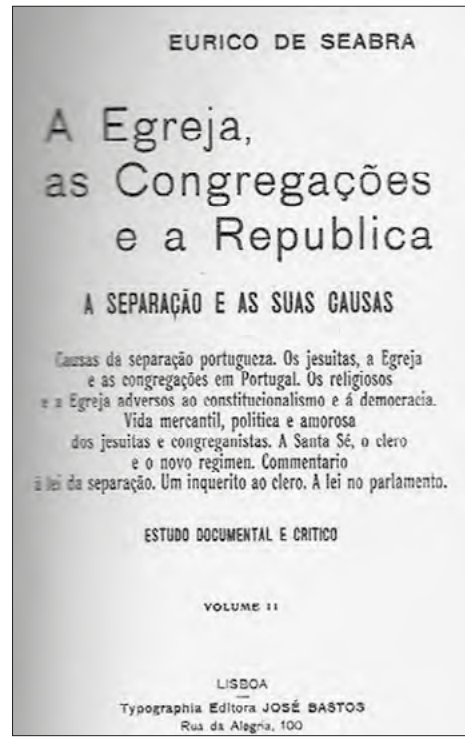 EURICO DE SEABRA
A Egreja,
as Congregações
e a Republica
A SEPARAÇÃO E AS SUAS CAUSAS
Causas da separação portugueza. Os jesuitas, a Egreja
e as congregações em Portugal. Os religiosos
e a Egreja adversos ao constitucionalismo e á democracia.
Vida mercantil, politica e amorosa
dos jesuitas e congreganistas. A Santa Sé, o clero
e o novo regimen. Commentario
á lei da separação. Um inquerito ao clero. A lei no parlamento.
ESTUDO DOCUMENTAL E CRITICO
VOLUME II
LISBOA
Typographia Editora JOSÉ BASTOS
Rua da Alegria, 100